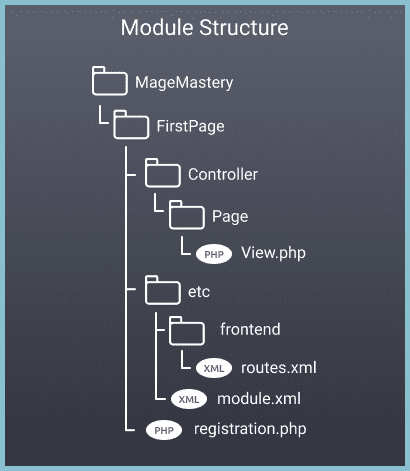 Module Structure
MageMastery
FirstPage
Controller
Page
PHP View.php
etc
frontend
XML routes.xml
XML module.xml
PHP registration.php